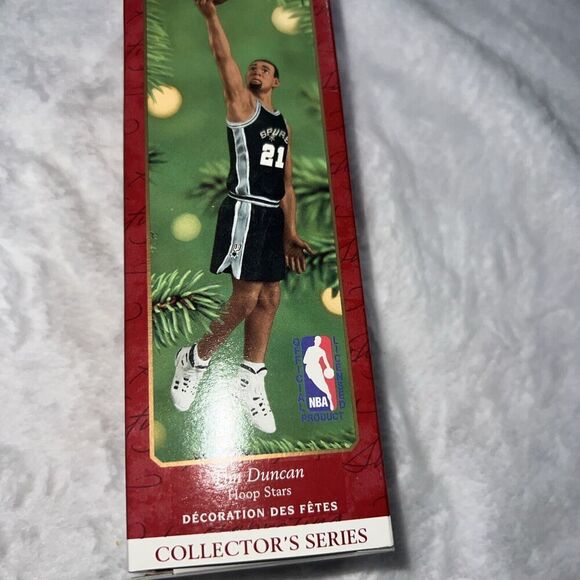 SPURS
21
OFFICIAL
LICENSED
NBA
PRODUCT
Tim Duncan
Hoop Stars
DÉCORATION DES FÊTES
COLLECTOR'S SERIES